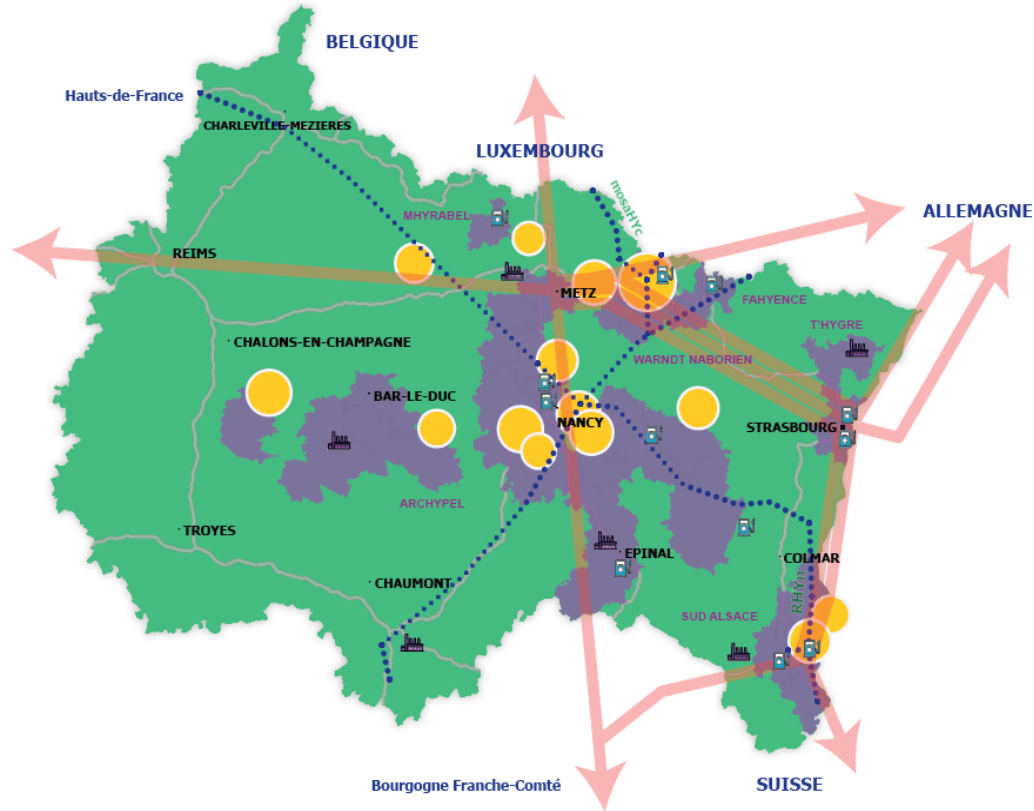 BELGIQUE
Hauts-de-France
CHARLEVILLE-MEZIERES
LUXEMBOURG
mosaHYc
ALLEMAGNE
MHYRABEL
REIMS
METZ
FAHYENCE
T'HYGRE
CHALONS-EN-CHAMPAGNE
WARNDT NABORIEN
BAR-LE-DUC
NANCY
STRASBOURG
ARCHYPEL
TROYES
EPINAL
COLMAR
CHAUMONT
RHYn
SUD ALSACE
Bourgogne Franche-Comté
SUISSE